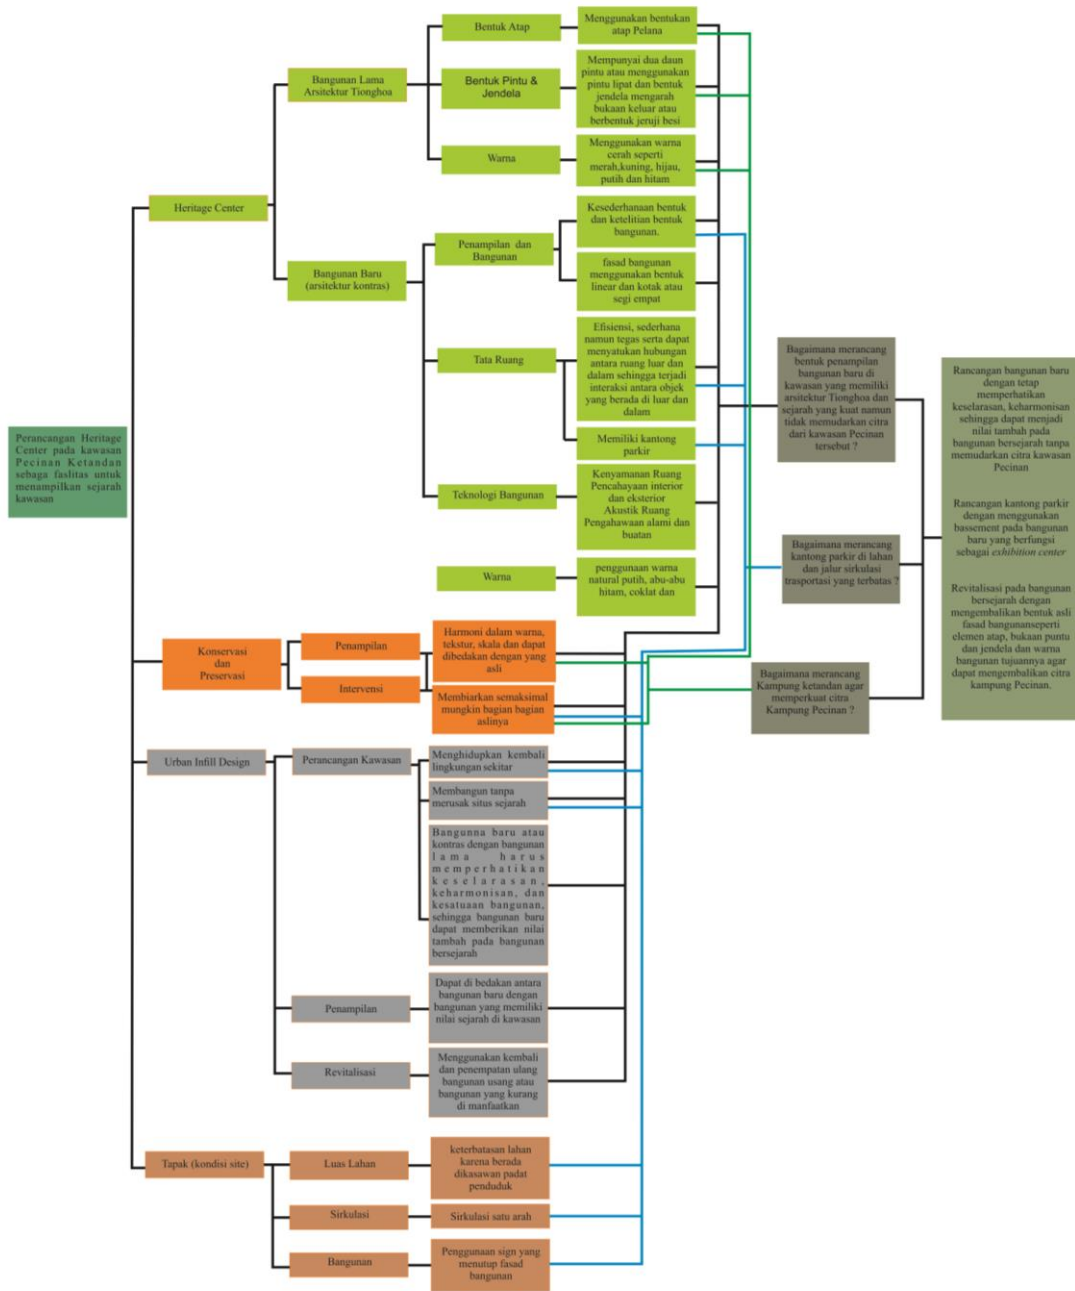 Perancangan Heritage
Center pada kawasan
Pecinan Ketandan
sebaga faslitas untuk
menampilkan sejarah
kawasan
Heritage Center
Bangunan Lama
Arsitektur Tionghoa
Bentuk Atap
Menggunakan bentukan
atap Pelana
Bentuk Pintu &
Jendela
Mempunyai dua daun
pintu atau menggunakan
pintu lipat dan bentuk
jendela mengarah
bukaan keluar atau
berbentuk jeruji besi
Warna
Menggunakan warna
cerah seperti
merah,kuning, hijau,
putih dan hitam
Bangunan Baru
(arsitektur kontras)
Penampilan dan
Bangunan
Kesederhanaan bentuk
dan ketelitian bentuk
bangunan.
fasad bangunan
menggunakan bentuk
linear dan kotak atau
segi empat
Tata Ruang
Efisiensi, sederhana
namun tegas serta dapat
menyatukan hubungan
antara ruang luar dan
dalam sehingga terjadi
interaksi antara objek
yang berada di luar dan
dalam
Memiliki kantong
parkir
Teknologi Bangunan
Kenyamanan Ruang
Pencahayaan interior dan
eksterior
Akustik Ruang
Pengahawaan alami dan
buatan
Warna
penggunaan warna
natural putih, abu-abu
hitam, coklat dan
Konservasi
dan
Preservasi
Penampilan
Intervensi
Harmoni dalam warna,
tekstur, skala dan dapat
dibedakan dengan yang
asli
Membiarkan semaksimal
mungkin bagian bagian
aslinya
Urban Infill Design
Perancangan Kawasan
Menghidupkan kembali
lingkungan sekitar
Membangun tanpa
merusak situs sejarah
Bangunna baru atau
kontras dengan bangunan
lama harus
memperhatikan
keselarasan,
keharmonisan, dan
kesatuaan bangunan,
sehingga bangunan baru
dapat memberikan nilai
tambah pada bangunan
bersejarah
Penampilan
Dapat di bedakan antara
bangunan baru dengan
bangunan yang memiliki
nilai sejarah di kawasan
Revitalisasi
Menggunakan kembali
dan penempatan ulang
bangunan usang atau
bangunan yang kurang
di manfaatkan
Tapak (kondisi site)
Luas Lahan
keterbatasan lahan
karena berada
dikasawan padat
penduduk
Sirkulasi
Sirkulasi satu arah
Bangunan
Penggunaan sign yang
menutup fasad
bangunan
Bagaimana merancang
bentuk penampilan
bangunan baru di
kawasan yang memiliki
arsitektur Tionghoa dan
sejarah yang kuat namun
tidak memudarkan citra
dari kawasan Pecinan
tersebut ?
Bagaimana merancang
kantong parkir di lahan
dan jalur sirkulasi
trasportasi yang terbatas ?
Bagaimana merancang
Kampung ketandan agar
memperkuat citra
Kampung Pecinan ?
Rancangan bangunan baru
dengan tetap
memperhatikan
keselarasan, keharmonisan
sehingga dapat menjadi
nilai tambah pada
bangunan bersejarah tanpa
memudarkan citra kawasan
Pecinan
Rancangan kantong parkir
dengan menggunakan
bassement pada bangunan
baru yang berfungsi
sebagai exhibition center
Revitalisasi pada bangunan
bersejarah dengan
mengembalikan bentuk asli
fasad bangunanseperti
elemen atap, bukaan puntu
dan jendela dan warna
bangunan tujuannya agar
dapat mengembalikan citra
kampung Pecinan.